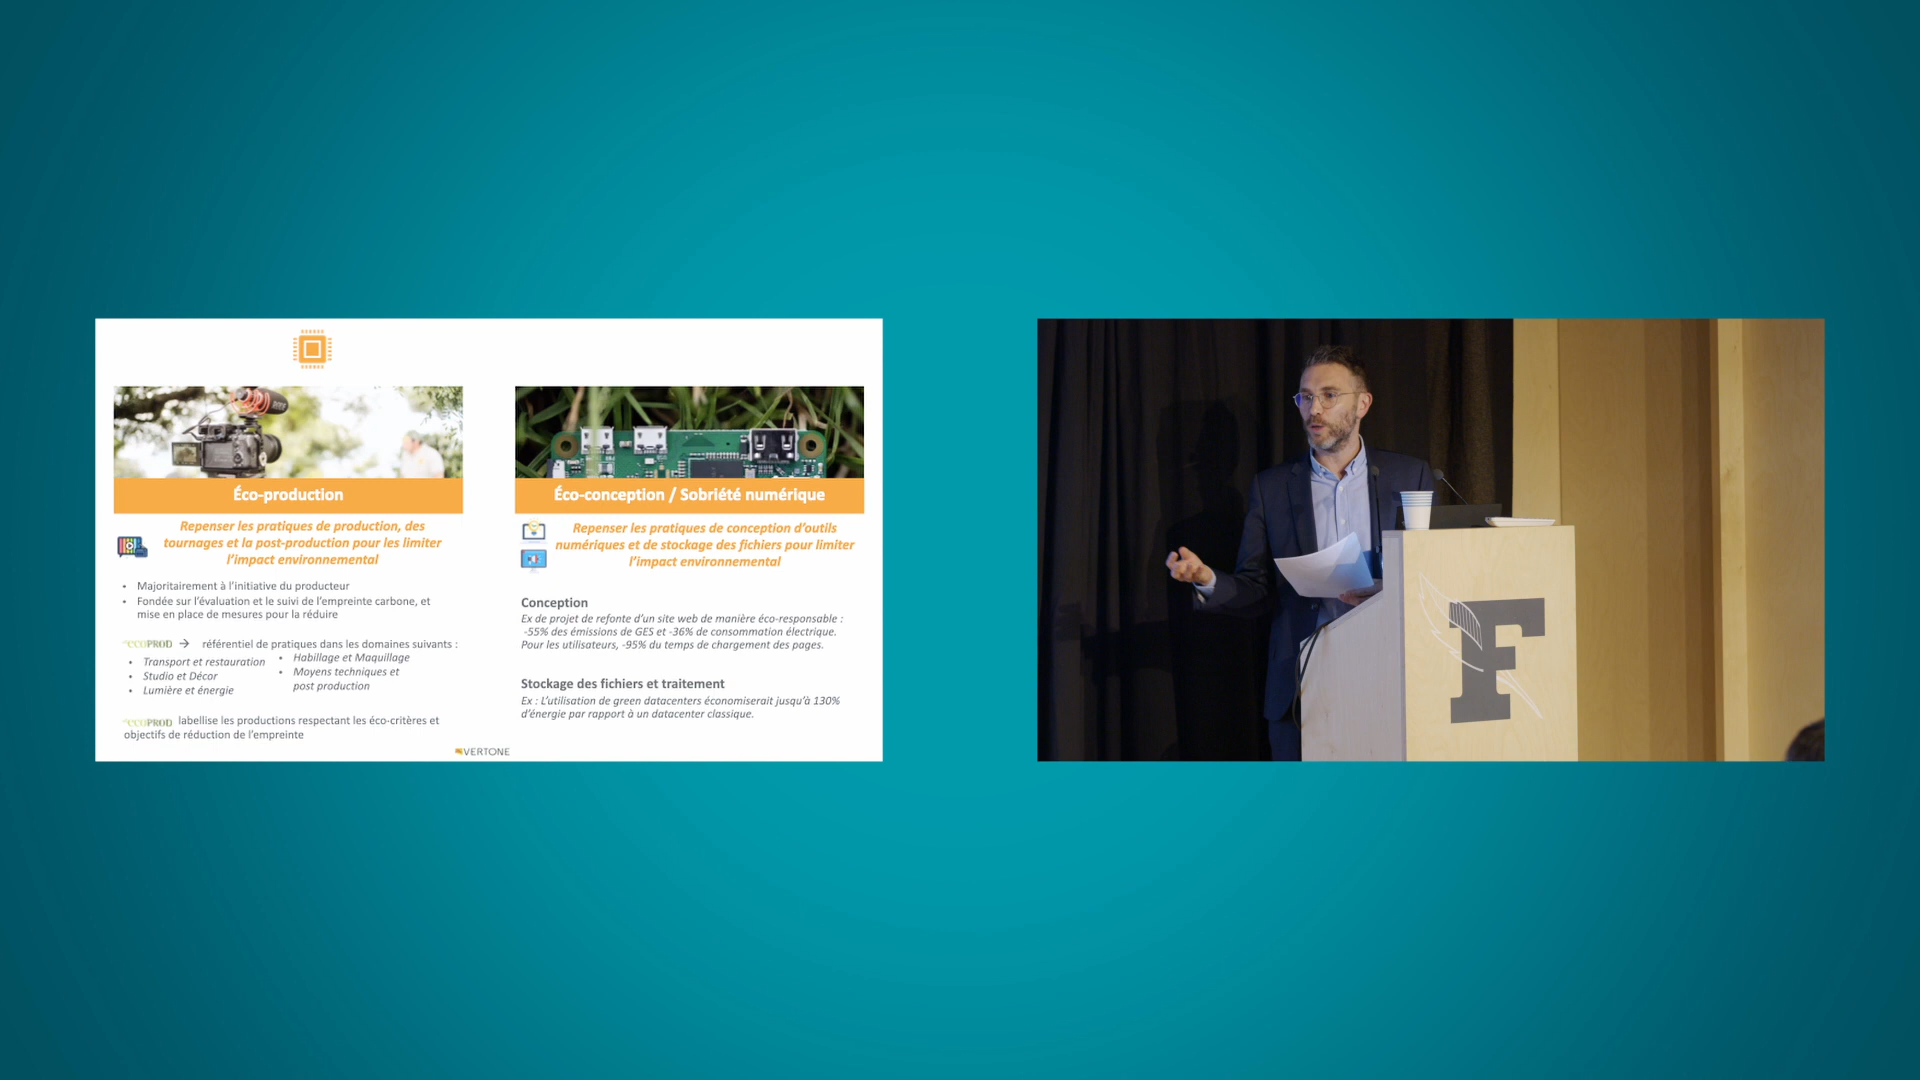 Éco-production
Repenser les pratiques de production, des
tournages et la post-production pour les limiter
l'impact environnemental
• Majoritairement à l'initiative du producteur
• Fondée sur l'évaluation et le suivi de l'empreinte carbone, et
mise en place de mesures pour la réduire
ecoPROD → référentiel de pratiques dans les domaines suivants :
• Transport et restauration
• Studio et Décor
• Lumière et énergie
• Habillage et Maquillage
• Moyens techniques et
post production
ecoPROD labellise les productions respectant les éco-critères et
objectifs de réduction de l'empreinte
Éco-conception / Sobriété numérique
Repenser les pratiques de conception d'outils
numériques et de stockage des fichiers pour limiter
l'impact environnemental
Conception
Ex de projet de refonte d'un site web de manière éco-responsable :
-55% des émissions de GES et -36% de consommation électrique.
Pour les utilisateurs, -95% du temps de chargement des pages.
Stockage des fichiers et traitement
Ex : L'utilisation de green datacenters économiserait jusqu'à 130%
d'énergie par rapport à un datacenter classique.
VERTONE
F